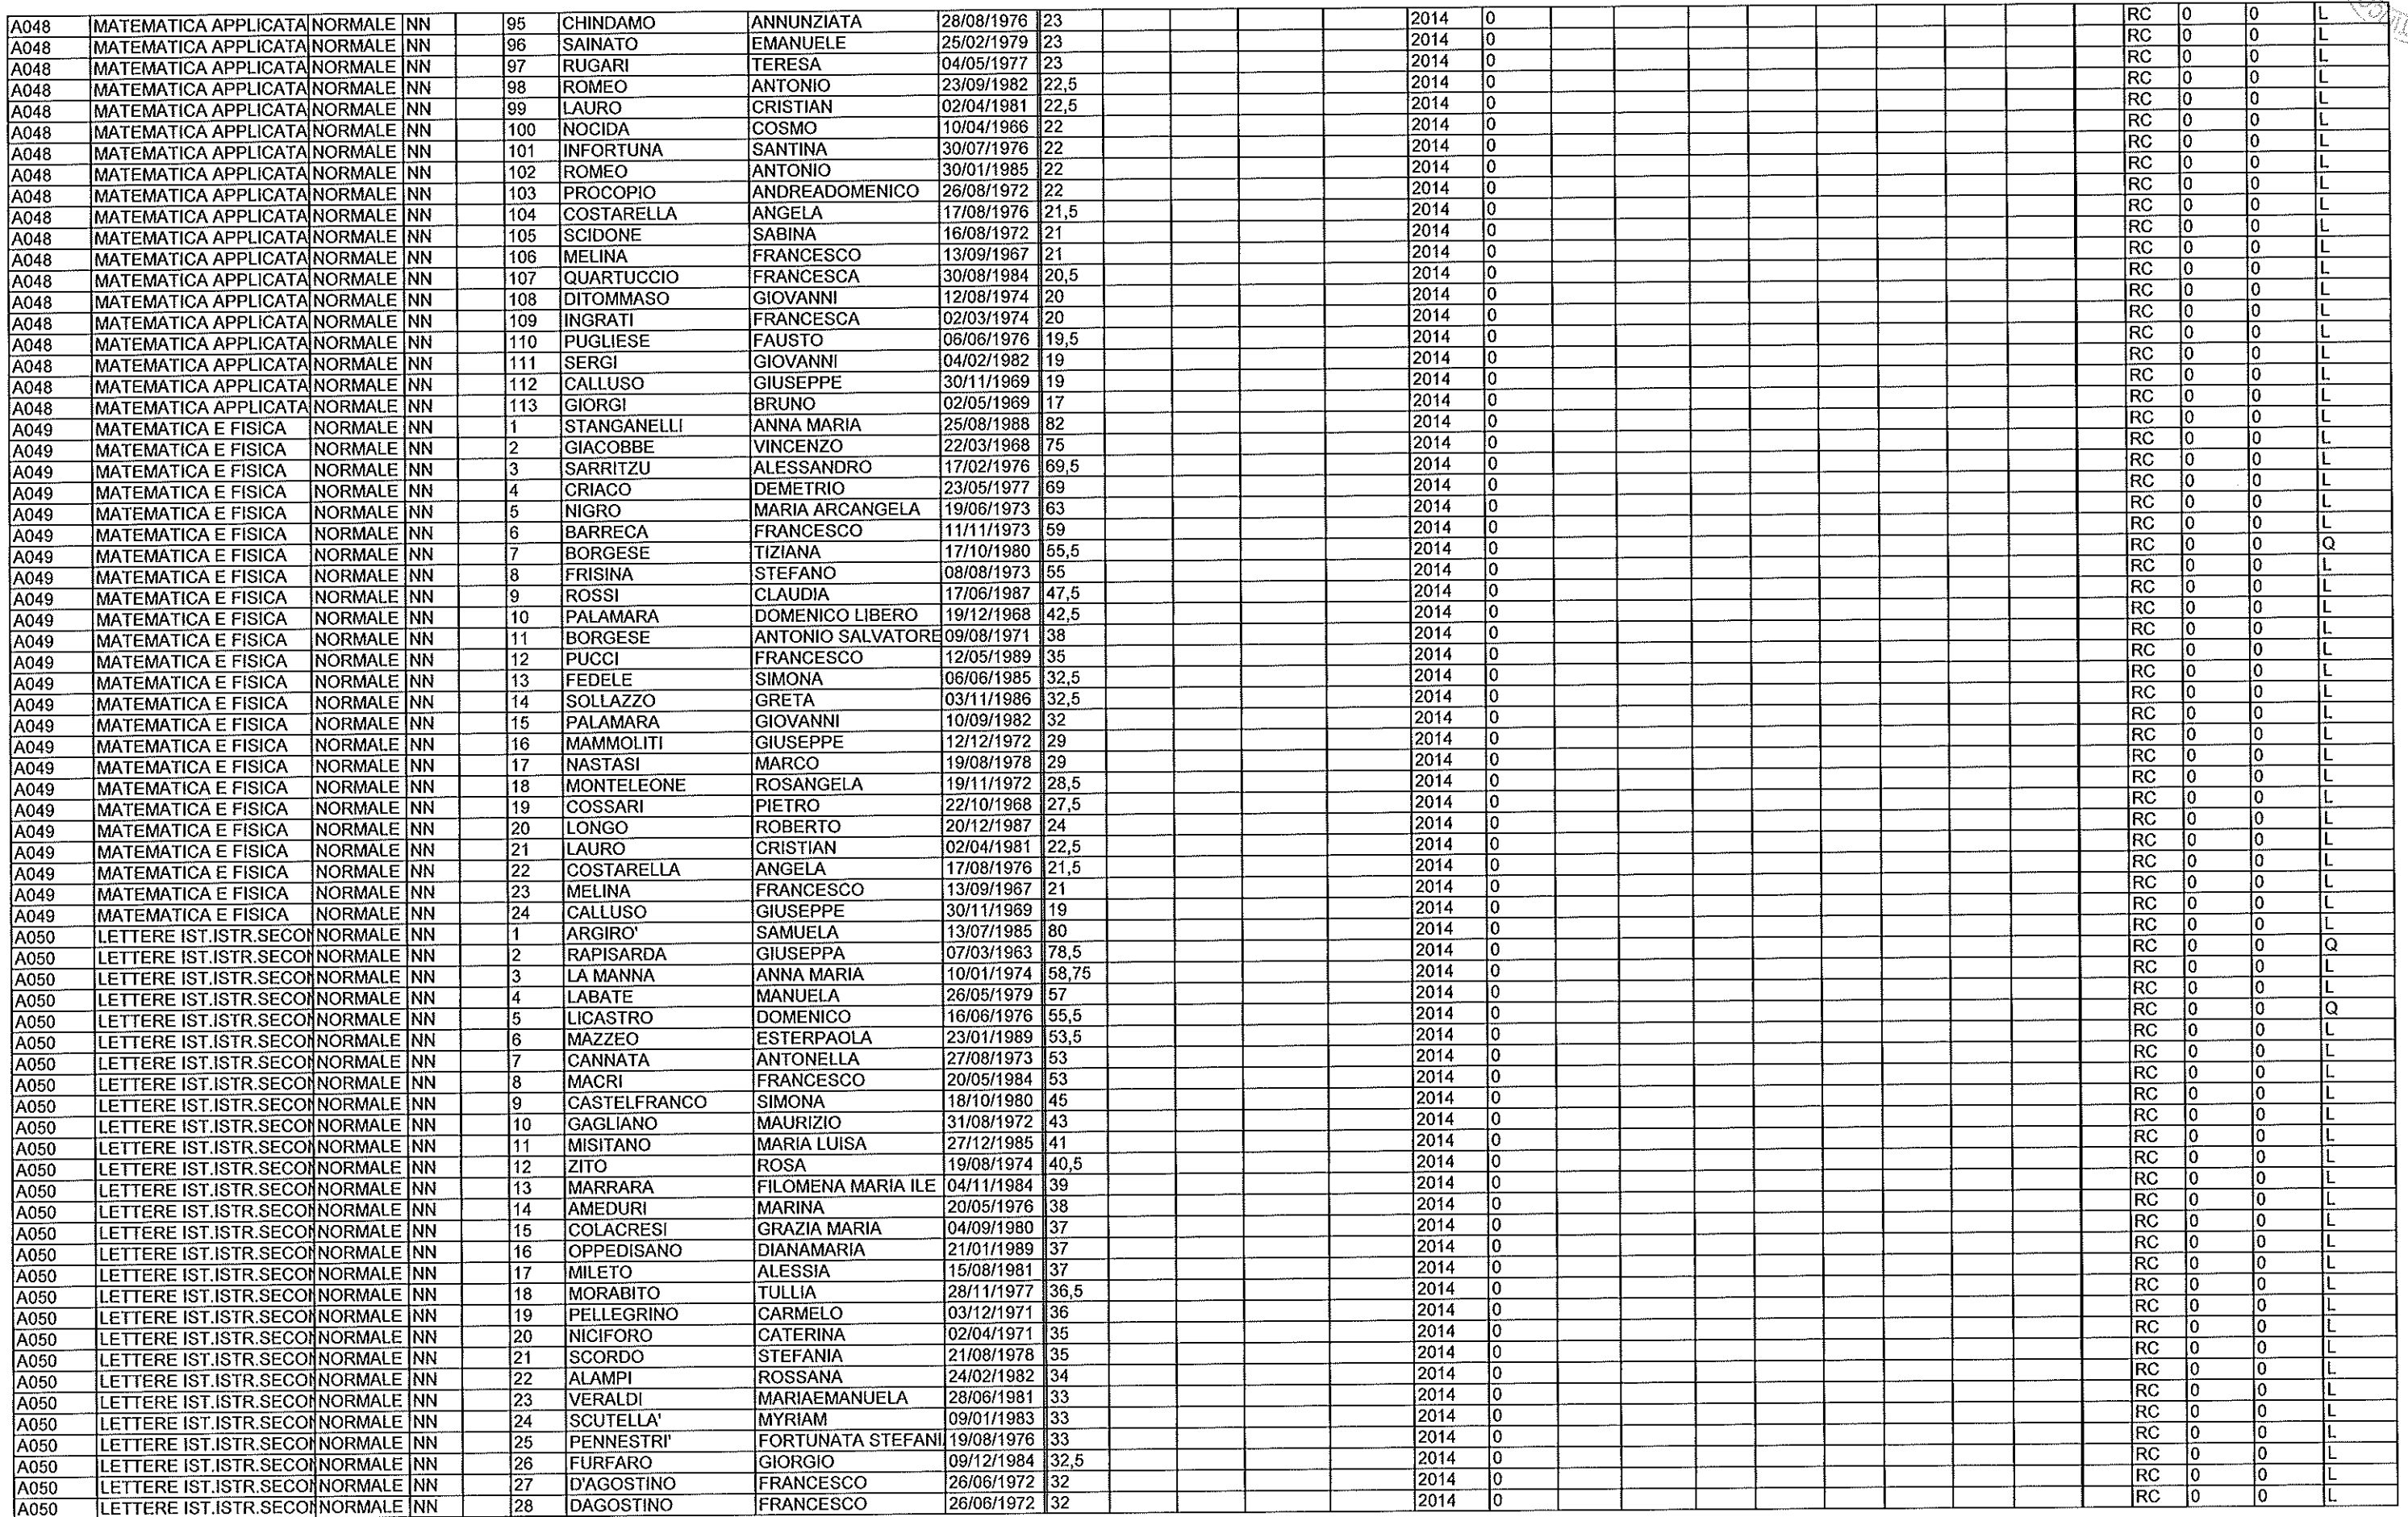 A048 MATEMATICA APPLICATA NORMALE NN 95 CHINDAMO ANNUNZIATA 28/08/1976 23 2014 0 RC 0 0 L
A048 MATEMATICA APPLICATA NORMALE NN 96 SAINATO EMANUELE 25/02/1979 23 2014 0 RC 0 0 L
A048 MATEMATICA APPLICATA NORMALE NN 97 RUGARI TERESA 04/05/1977 23 2014 0 RC 0 0 L
A048 MATEMATICA APPLICATA NORMALE NN 98 ROMEO ANTONIO 23/09/1982 22,5 2014 0 RC 0 0 L
A048 MATEMATICA APPLICATA NORMALE NN 99 LAURO CRISTIAN 02/04/1981 22,5 2014 0 RC 0 0 L
A048 MATEMATICA APPLICATA NORMALE NN 100 NOCIDA COSMO 10/04/1966 22 2014 0 RC 0 0 L
A048 MATEMATICA APPLICATA NORMALE NN 101 INFORTUNA SANTINA 30/07/1976 22 2014 0 RC 0 0 L
A048 MATEMATICA APPLICATA NORMALE NN 102 ROMEO ANTONIO 30/01/1985 22 2014 0 RC 0 0 L
A048 MATEMATICA APPLICATA NORMALE NN 103 PROCOPIO ANDREADOMENICO 26/08/1972 22 2014 0 RC 0 0 L
A048 MATEMATICA APPLICATA NORMALE NN 104 COSTARELLA ANGELA 17/08/1976 21,5 2014 0 RC 0 0 L
A048 MATEMATICA APPLICATA NORMALE NN 105 SCIDONE SABINA 16/08/1972 21 2014 0 RC 0 0 L
A048 MATEMATICA APPLICATA NORMALE NN 106 MELINA FRANCESCO 13/09/1967 21 2014 0 RC 0 0 L
A048 MATEMATICA APPLICATA NORMALE NN 107 QUARTUCCIO FRANCESCA 30/08/1984 20,5 2014 0 RC 0 0 L
A048 MATEMATICA APPLICATA NORMALE NN 108 DITOMMASO GIOVANNI 12/08/1974 20 2014 0 RC 0 0 L
A048 MATEMATICA APPLICATA NORMALE NN 109 INGRATI FRANCESCA 02/03/1974 20 2014 0 RC 0 0 L
A048 MATEMATICA APPLICATA NORMALE NN 110 PUGLIESE FAUSTO 06/06/1976 19,5 2014 0 RC 0 0 L
A048 MATEMATICA APPLICATA NORMALE NN 111 SERGI GIOVANNI 04/02/1982 19 2014 0 RC 0 0 L
A048 MATEMATICA APPLICATA NORMALE NN 112 CALLUSO GIUSEPPE 30/11/1969 19 2014 0 RC 0 0 L
A048 MATEMATICA APPLICATA NORMALE NN 113 GIORGI BRUNO 02/05/1969 17 2014 0 RC 0 0 L
A049 MATEMATICA E FISICA NORMALE NN 1 STANGANELLI ANNA MARIA 25/08/1988 82 2014 0 RC 0 0 L
A049 MATEMATICA E FISICA NORMALE NN 2 GIACOBBE VINCENZO 22/03/1968 75 2014 0 RC 0 0 L
A049 MATEMATICA E FISICA NORMALE NN 3 SARRITZU ALESSANDRO 17/02/1976 69,5 2014 0 RC 0 0 L
A049 MATEMATICA E FISICA NORMALE NN 4 CRIACO DEMETRIO 23/05/1977 69 2014 0 RC 0 0 L
A049 MATEMATICA E FISICA NORMALE NN 5 NIGRO MARIA ARCANGELA 19/06/1973 63 2014 0 RC 0 0 L
A049 MATEMATICA E FISICA NORMALE NN 6 BARRECA FRANCESCO 11/11/1973 59 2014 0 RC 0 0 L
A049 MATEMATICA E FISICA NORMALE NN 7 BORGESE TIZIANA 17/10/1980 55,5 2014 0 RC 0 0 Q
A049 MATEMATICA E FISICA NORMALE NN 8 FRISINA STEFANO 08/08/1973 55 2014 0 RC 0 0 L
A049 MATEMATICA E FISICA NORMALE NN 9 ROSSI CLAUDIA 17/06/1987 47,5 2014 0 RC 0 0 L
A049 MATEMATICA E FISICA NORMALE NN 10 PALAMARA DOMENICO LIBERO 19/12/1968 42,5 2014 0 RC 0 0 L
A049 MATEMATICA E FISICA NORMALE NN 11 BORGESE ANTONIO SALVATORE 09/08/1971 38 2014 0 RC 0 0 L
A049 MATEMATICA E FISICA NORMALE NN 12 PUCCI FRANCESCO 12/05/1989 35 2014 0 RC 0 0 L
A049 MATEMATICA E FISICA NORMALE NN 13 FEDELE SIMONA 06/06/1985 32,5 2014 0 RC 0 0 L
A049 MATEMATICA E FISICA NORMALE NN 14 SOLLAZZO GRETA 03/11/1986 32,5 2014 0 RC 0 0 L
A049 MATEMATICA E FISICA NORMALE NN 15 PALAMARA GIOVANNI 10/09/1982 32 2014 0 RC 0 0 L
A049 MATEMATICA E FISICA NORMALE NN 16 MAMMOLITI GIUSEPPE 12/12/1972 29 2014 0 RC 0 0 L
A049 MATEMATICA E FISICA NORMALE NN 17 NASTASI MARCO 19/08/1978 29 2014 0 RC 0 0 L
A049 MATEMATICA E FISICA NORMALE NN 18 MONTELEONE ROSANGELA 19/11/1972 28,5 2014 0 RC 0 0 L
A049 MATEMATICA E FISICA NORMALE NN 19 COSSARI PIETRO 22/10/1968 27,5 2014 0 RC 0 0 L
A049 MATEMATICA E FISICA NORMALE NN 20 LONGO ROBERTO 20/12/1987 24 2014 0 RC 0 0 L
A049 MATEMATICA E FISICA NORMALE NN 21 LAURO CRISTIAN 02/04/1981 22,5 2014 0 RC 0 0 L
A049 MATEMATICA E FISICA NORMALE NN 22 COSTARELLA ANGELA 17/08/1976 21,5 2014 0 RC 0 0 L
A049 MATEMATICA E FISICA NORMALE NN 23 MELINA FRANCESCO 13/09/1967 21 2014 0 RC 0 0 L
A049 MATEMATICA E FISICA NORMALE NN 24 CALLUSO GIUSEPPE 30/11/1969 19 2014 0 RC 0 0 L
A050 LETTERE IST.ISTR.SECON NORMALE NN 1 ARGIRO' SAMUELA 13/07/1985 80 2014 0 RC 0 0 L
A050 LETTERE IST.ISTR.SECON NORMALE NN 2 RAPISARDA GIUSEPPA 07/03/1963 78,5 2014 0 RC 0 0 Q
A050 LETTERE IST.ISTR.SECON NORMALE NN 3 LA MANNA ANNA MARIA 10/01/1974 58,75 2014 0 RC 0 0 L
A050 LETTERE IST.ISTR.SECON NORMALE NN 4 LABATE MANUELA 26/05/1979 57 2014 0 RC 0 0 L
A050 LETTERE IST.ISTR.SECON NORMALE NN 5 LICASTRO DOMENICO 16/06/1976 55,5 2014 0 RC 0 0 Q
A050 LETTERE IST.ISTR.SECON NORMALE NN 6 MAZZEO ESTERPAOLA 23/01/1989 53,5 2014 0 RC 0 0 L
A050 LETTERE IST.ISTR.SECON NORMALE NN 7 CANNATA ANTONELLA 27/08/1973 53 2014 0 RC 0 0 L
A050 LETTERE IST.ISTR.SECON NORMALE NN 8 MACRI FRANCESCO 20/05/1984 53 2014 0 RC 0 0 L
A050 LETTERE IST.ISTR.SECON NORMALE NN 9 CASTELFRANCO SIMONA 18/10/1980 45 2014 0 RC 0 0 L
A050 LETTERE IST.ISTR.SECON NORMALE NN 10 GAGLIANO MAURIZIO 31/08/1972 43 2014 0 RC 0 0 L
A050 LETTERE IST.ISTR.SECON NORMALE NN 11 MISITANO MARIA LUISA 27/12/1985 41 2014 0 RC 0 0 L
A050 LETTERE IST.ISTR.SECON NORMALE NN 12 ZITO ROSA 19/08/1974 40,5 2014 0 RC 0 0 L
A050 LETTERE IST.ISTR.SECON NORMALE NN 13 MARRARA FILOMENA MARIA ILE 04/11/1984 39 2014 0 RC 0 0 L
A050 LETTERE IST.ISTR.SECON NORMALE NN 14 AMEDURI MARINA 20/05/1976 38 2014 0 RC 0 0 L
A050 LETTERE IST.ISTR.SECON NORMALE NN 15 COLACRESI GRAZIA MARIA 04/09/1980 37 2014 0 RC 0 0 L
A050 LETTERE IST.ISTR.SECON NORMALE NN 16 OPPEDISANO DIANAMARIA 21/01/1989 37 2014 0 RC 0 0 L
A050 LETTERE IST.ISTR.SECON NORMALE NN 17 MILETO ALESSIA 15/08/1981 37 2014 0 RC 0 0 L
A050 LETTERE IST.ISTR.SECON NORMALE NN 18 MORABITO TULLIA 28/11/1977 36,5 2014 0 RC 0 0 L
A050 LETTERE IST.ISTR.SECON NORMALE NN 19 PELLEGRINO CARMELO 03/12/1971 36 2014 0 RC 0 0 L
A050 LETTERE IST.ISTR.SECON NORMALE NN 20 NICIFORO CATERINA 02/04/1971 35 2014 0 RC 0 0 L
A050 LETTERE IST.ISTR.SECON NORMALE NN 21 SCORDO STEFANIA 21/08/1978 35 2014 0 RC 0 0 L
A050 LETTERE IST.ISTR.SECON NORMALE NN 22 ALAMPI ROSSANA 24/02/1982 34 2014 0 RC 0 0 L
A050 LETTERE IST.ISTR.SECON NORMALE NN 23 VERALDI MARIAEMANUELA 28/06/1981 33 2014 0 RC 0 0 L
A050 LETTERE IST.ISTR.SECON NORMALE NN 24 SCUTELLA' MYRIAM 09/01/1983 33 2014 0 RC 0 0 L
A050 LETTERE IST.ISTR.SECON NORMALE NN 25 PENNESTRI' FORTUNATA STEFANI 19/08/1976 33 2014 0 RC 0 0 L
A050 LETTERE IST.ISTR.SECON NORMALE NN 26 FURFARO GIORGIO 09/12/1984 32,5 2014 0 RC 0 0 L
A050 LETTERE IST.ISTR.SECON NORMALE NN 27 D'AGOSTINO FRANCESCO 26/06/1972 32 2014 0 RC 0 0 L
A050 LETTERE IST.ISTR.SECON NORMALE NN 28 DAGOSTINO FRANCESCO 26/06/1972 32 2014 0 RC 0 0 L